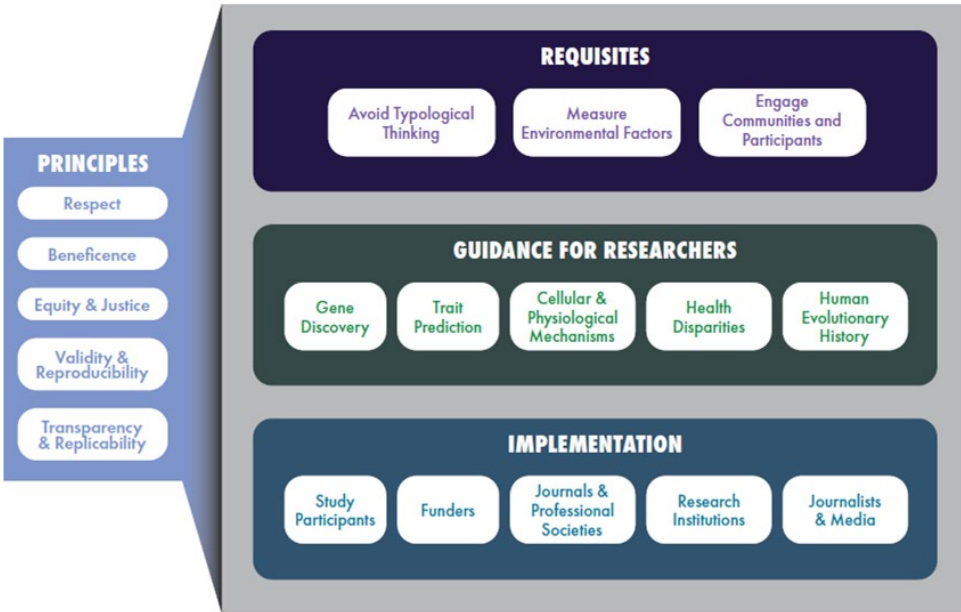 PRINCIPLES
Respect
Beneficence
Equity & Justice
Validity &
Reproducibility
Transparency
& Replicability
REQUISITES
Avoid Typological
Thinking
Measure
Environmental Factors
Engage
Communities and
Participants
GUIDANCE FOR RESEARCHERS
Gene
Discovery
Trait
Prediction
Cellular &
Physiological
Mechanisms
Health
Disparities
Human
Evolutionary
History
IMPLEMENTATION
Study
Participants
Funders
Journals &
Professional
Societies
Research
Institutions
Journalists
& Media